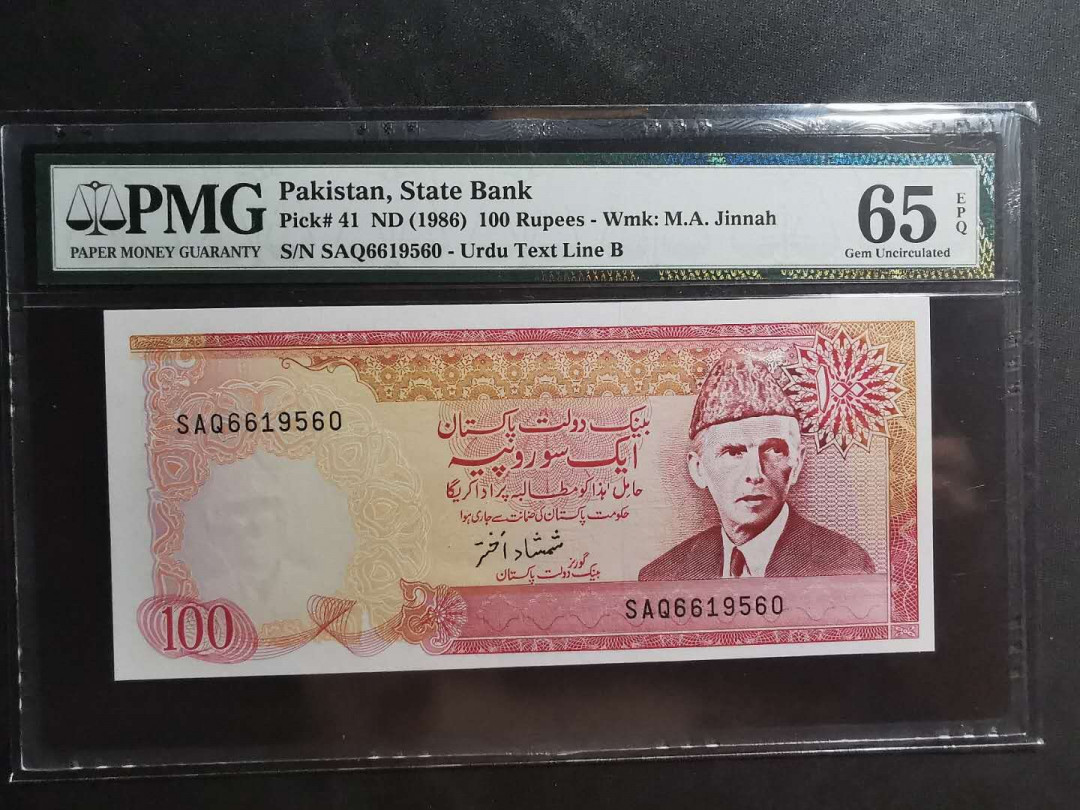 PMG
PAPER MONEY GUARANTY
Pakistan, State Bank
Pick# 41 ND (1986) 100 Rupees - Wmk: M.A. Jinnah
S/N SAQ6619560 - Urdu Text Line B
65 EPQ
Gem Uncirculated
۱۰۰
SAQ6619560
بینک دولت پاکستان
ایک سو روپیہ
حامل ہٰذا کو مطالبہ پر ادا کریگا
حکومت پاکستان کی ضمانت سے جاری ہوا
شمشاد اختر
گورنر
بینک دولت پاکستان
SAQ6619560
100